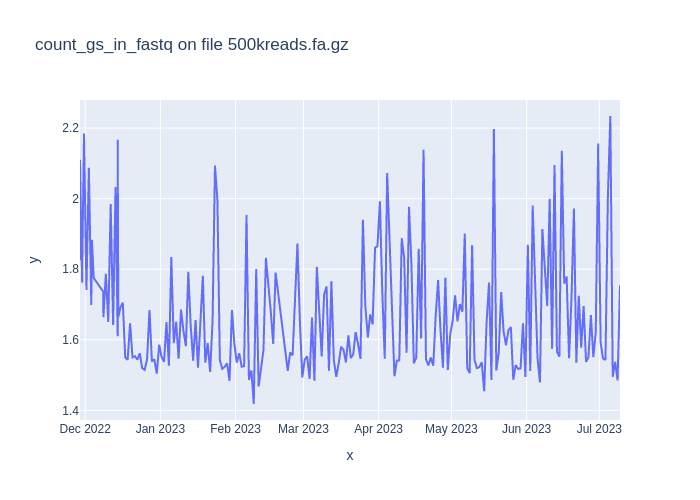 count_gs_in_fastq on file 500kreads.fa.gz
2.2
2
1.8
1.6
1.4
y
Dec 2022 Jan 2023 Feb 2023 Mar 2023 Apr 2023 May 2023 Jun 2023 Jul 2023
x